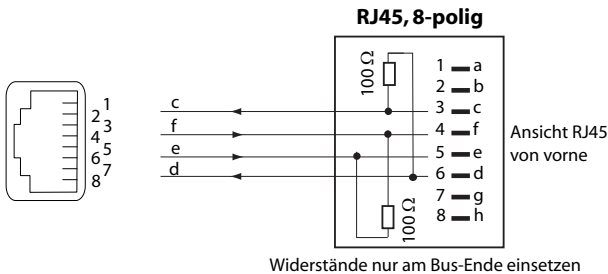 RJ45, 8-polig
1
2
3
4
5
6
7
8
c
f
e
d
100 Ω
100 Ω
1 a
2 b
3 c
4 f
5 e
6 d
7 g
8 h
Ansicht RJ45
von vorne
Widerstände nur am Bus-Ende einsetzen